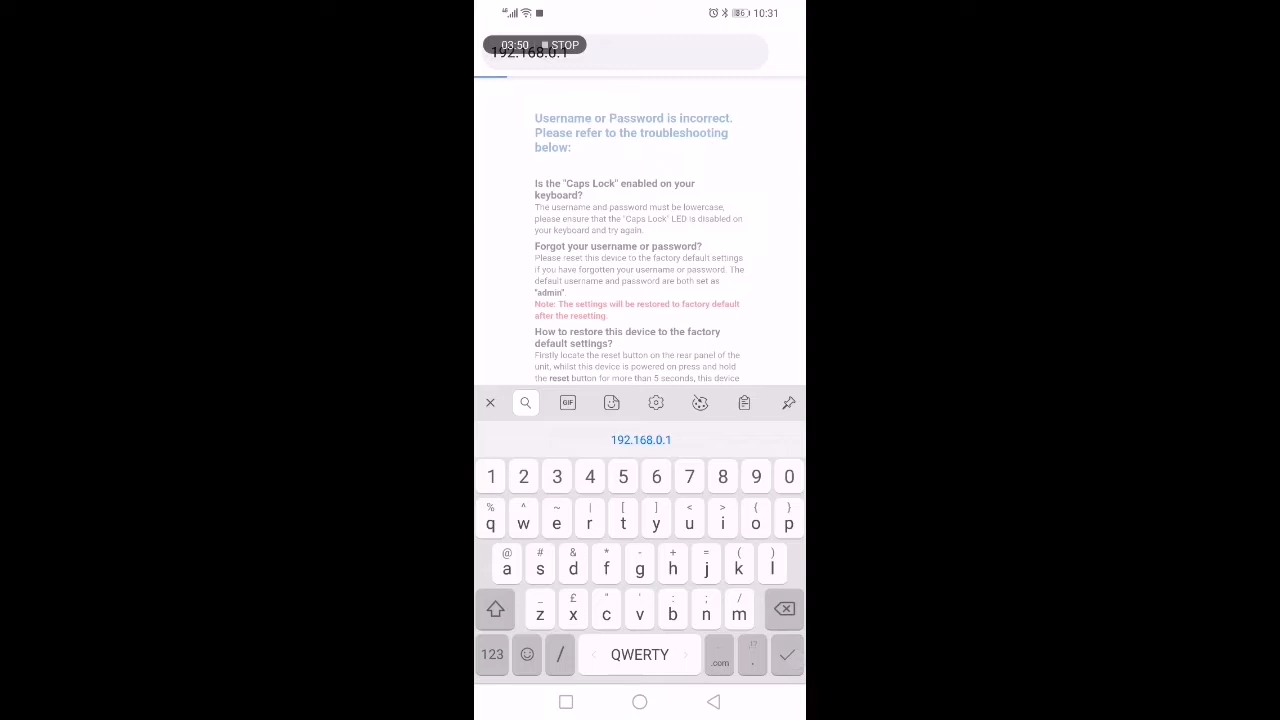 4G
86 10:31
03:50 STOP
192.168.0.1
Username or Password is incorrect.
Please refer to the troubleshooting
below:
Is the "Caps Lock" enabled on your
keyboard?
The username and password must be lowercase,
please ensure that the "Caps Lock" LED is disabled on
your keyboard and try again.
Forgot your username or password?
Please reset this device to the factory default settings
if you have forgotten your username or password. The
default username and password are both set as
"admin".
Note: The settings will be restored to factory default
after the resetting.
How to restore this device to the factory
default settings?
Firstly locate the reset button on the rear panel of the
unit, whilst this device is powered on press and hold
the reset button for more than 5 seconds, this device
GIF
192.168.0.1
1 2 3 4 5 6 7 8 9 0
% ^ ~ | [ ] < > { }
q w e r t y u i o p
@ # & * - + = ( )
a s d f g h j k l
_ £ " ' : ; /
z x c v b n m
123 / QWERTY .com !? .